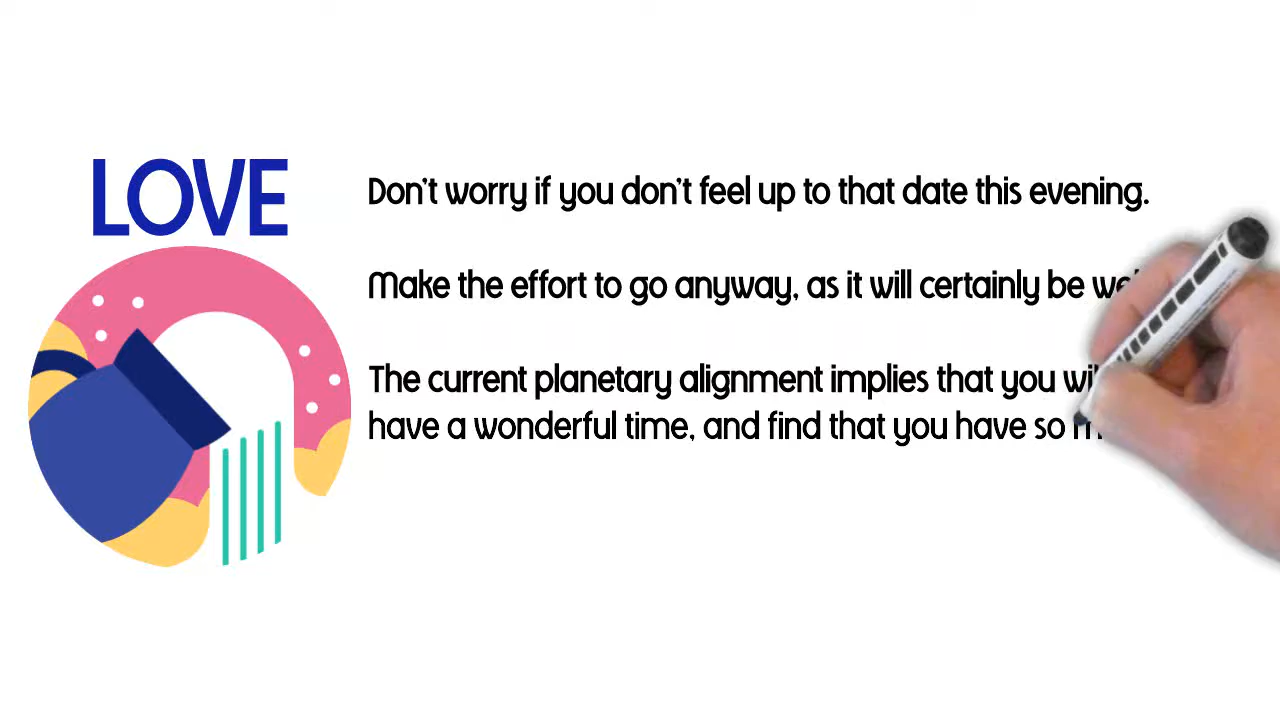 LOVE
Don't worry if you don't feel up to that date this evening.
Make the effort to go anyway, as it will certainly be
The current planetary alignment implies that you
have a wonderful time, and find that you have so